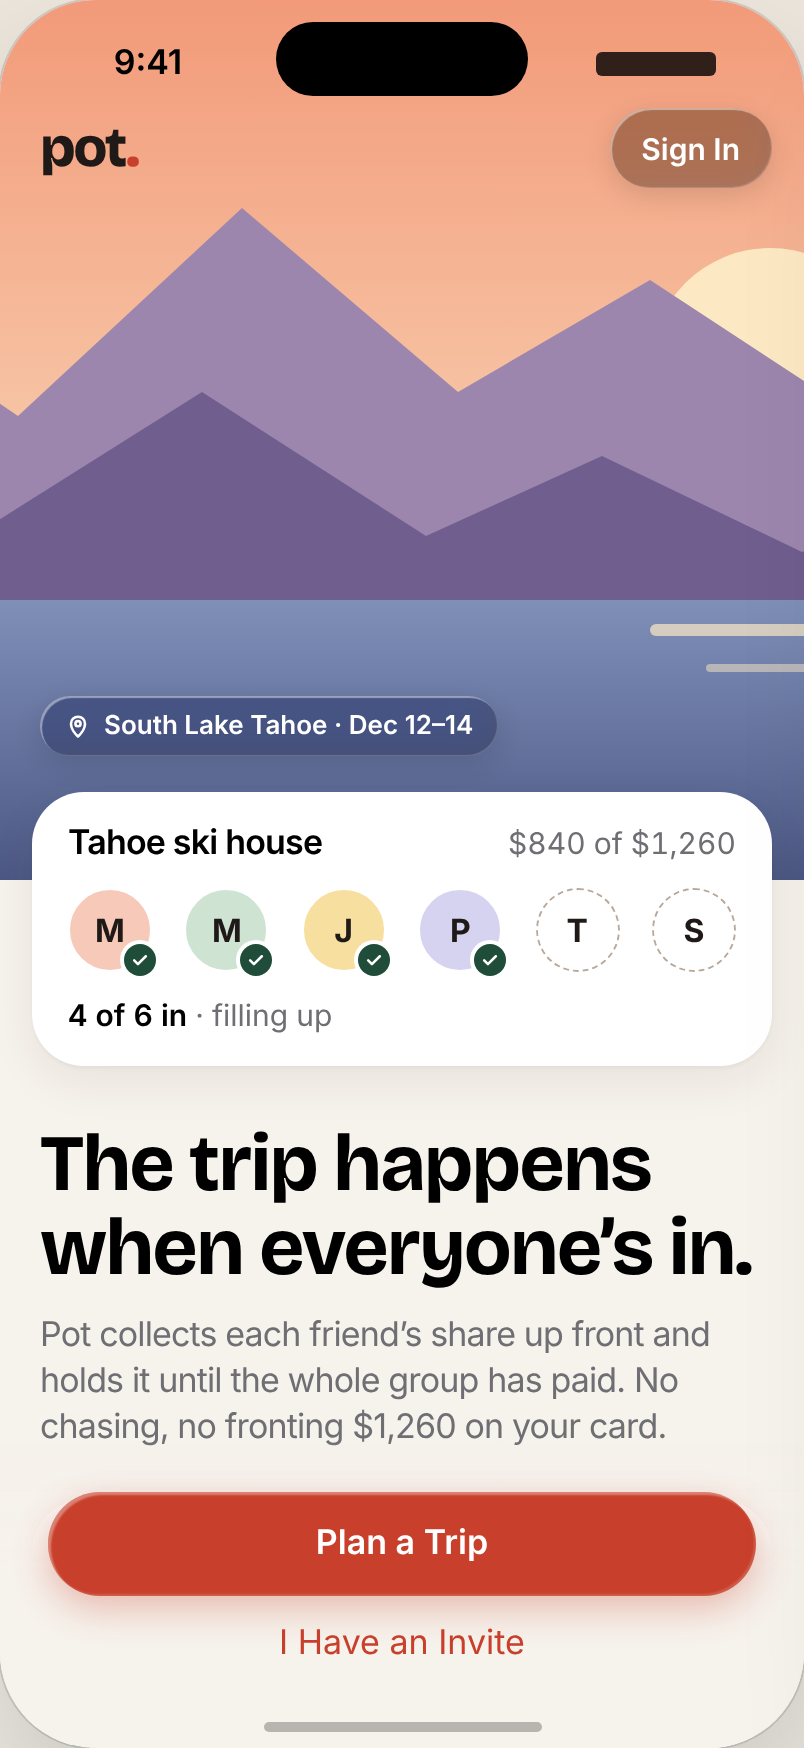 9:41
pot.
Sign In
South Lake Tahoe · Dec 12–14
Tahoe ski house
$840 of $1,260
M M J P T S
4 of 6 in · filling up
The trip happens
when everyone’s in.
Pot collects each friend’s share up front and
holds it until the whole group has paid. No
chasing, no fronting $1,260 on your card.
Plan a Trip
I Have an Invite